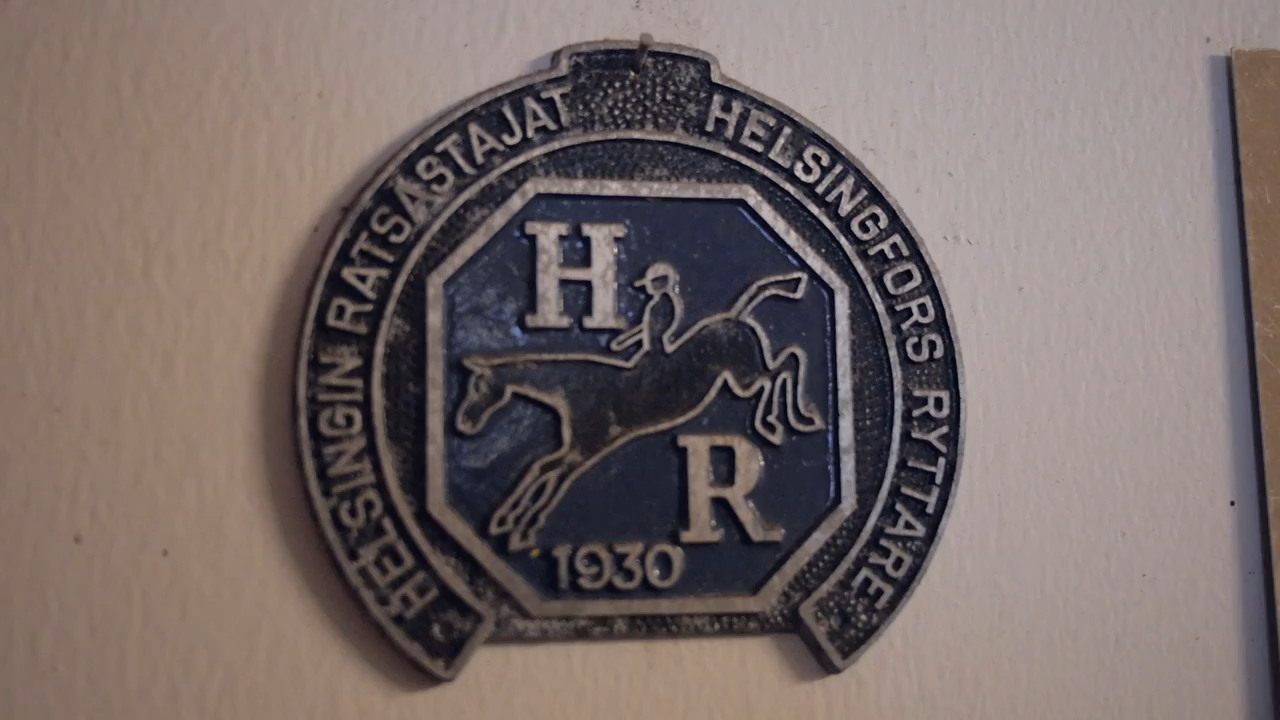 HELSINGIN RATSASTAJAT
HELSINGFORS RYTTARE
H
R
1930